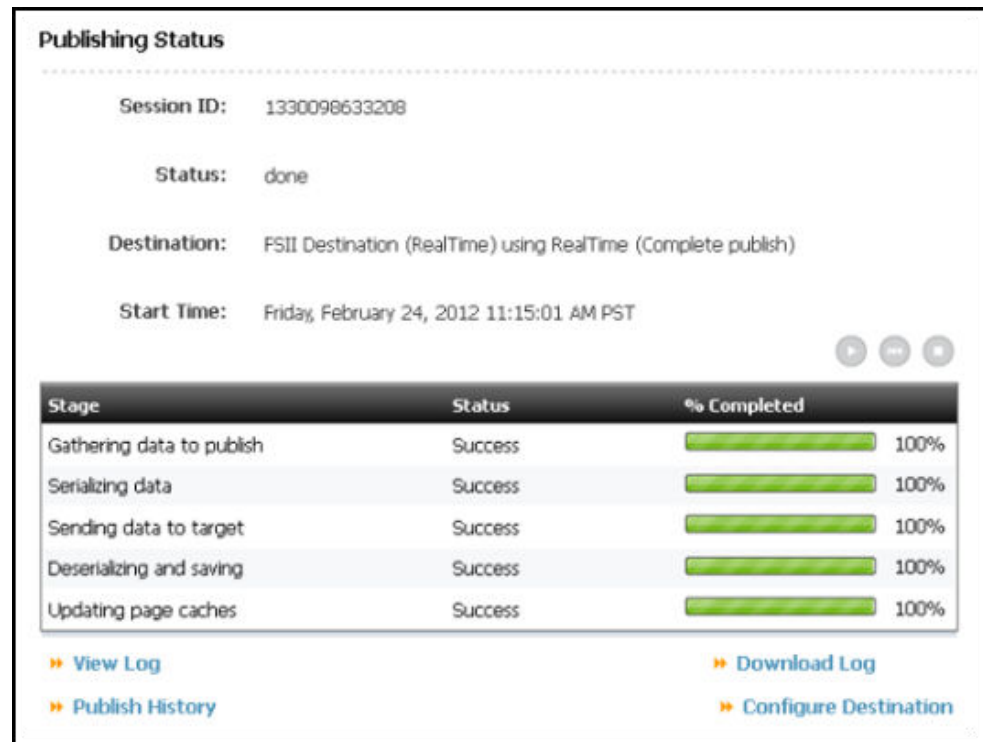 Publishing Status
Session ID: 1330098633208
Status: done
Destination: FSII Destination (RealTime) using RealTime (Complete publish)
Start Time: Friday, February 24, 2012 11:15:01 AM PST
Stage Status % Completed
Gathering data to publish Success 100%
Serializing data Success 100%
Sending data to target Success 100%
Deserializing and saving Success 100%
Updating page caches Success 100%
View Log Download Log
Publish History Configure Destination